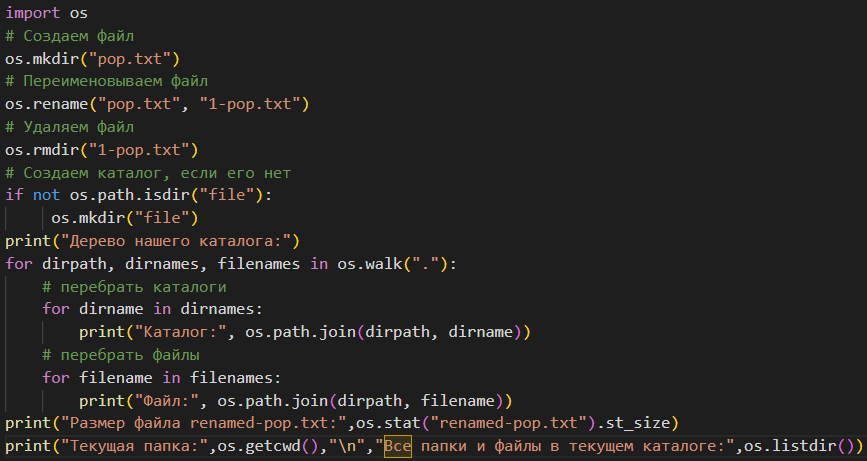 import os
# Создаем файл
os.mkdir("pop.txt")
# Переименовываем файл
os.rename("pop.txt", "1-pop.txt")
# Удаляем файл
os.rmdir("1-pop.txt")
# Создаем каталог, если его нет
if not os.path.isdir("file"):
     os.mkdir("file")
print("Дерево нашего каталога:")
for dirpath, dirnames, filenames in os.walk("."):
    # перебрать каталоги
    for dirname in dirnames:
        print("Каталог:", os.path.join(dirpath, dirname))
    # перебрать файлы
    for filename in filenames:
        print("Файл:", os.path.join(dirpath, filename))
print("Размер файла renamed-pop.txt:",os.stat("renamed-pop.txt").st_size)
print("Текущая папка:",os.getcwd(),"\n","Все папки и файлы в текущем каталоге:",os.listdir())